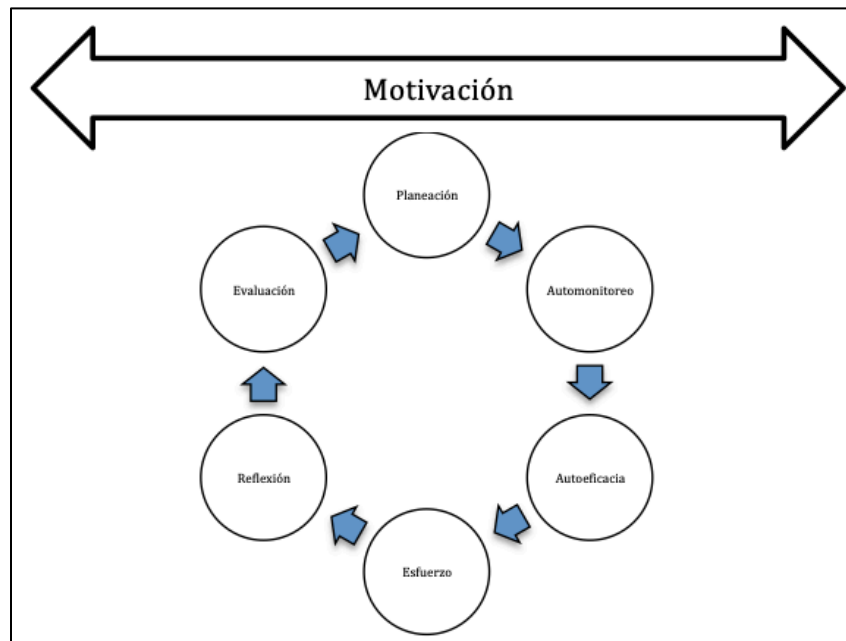 Motivación
Planeación
Automonitoreo
Autoeficacia
Esfuerzo
Reflexión
Evaluación